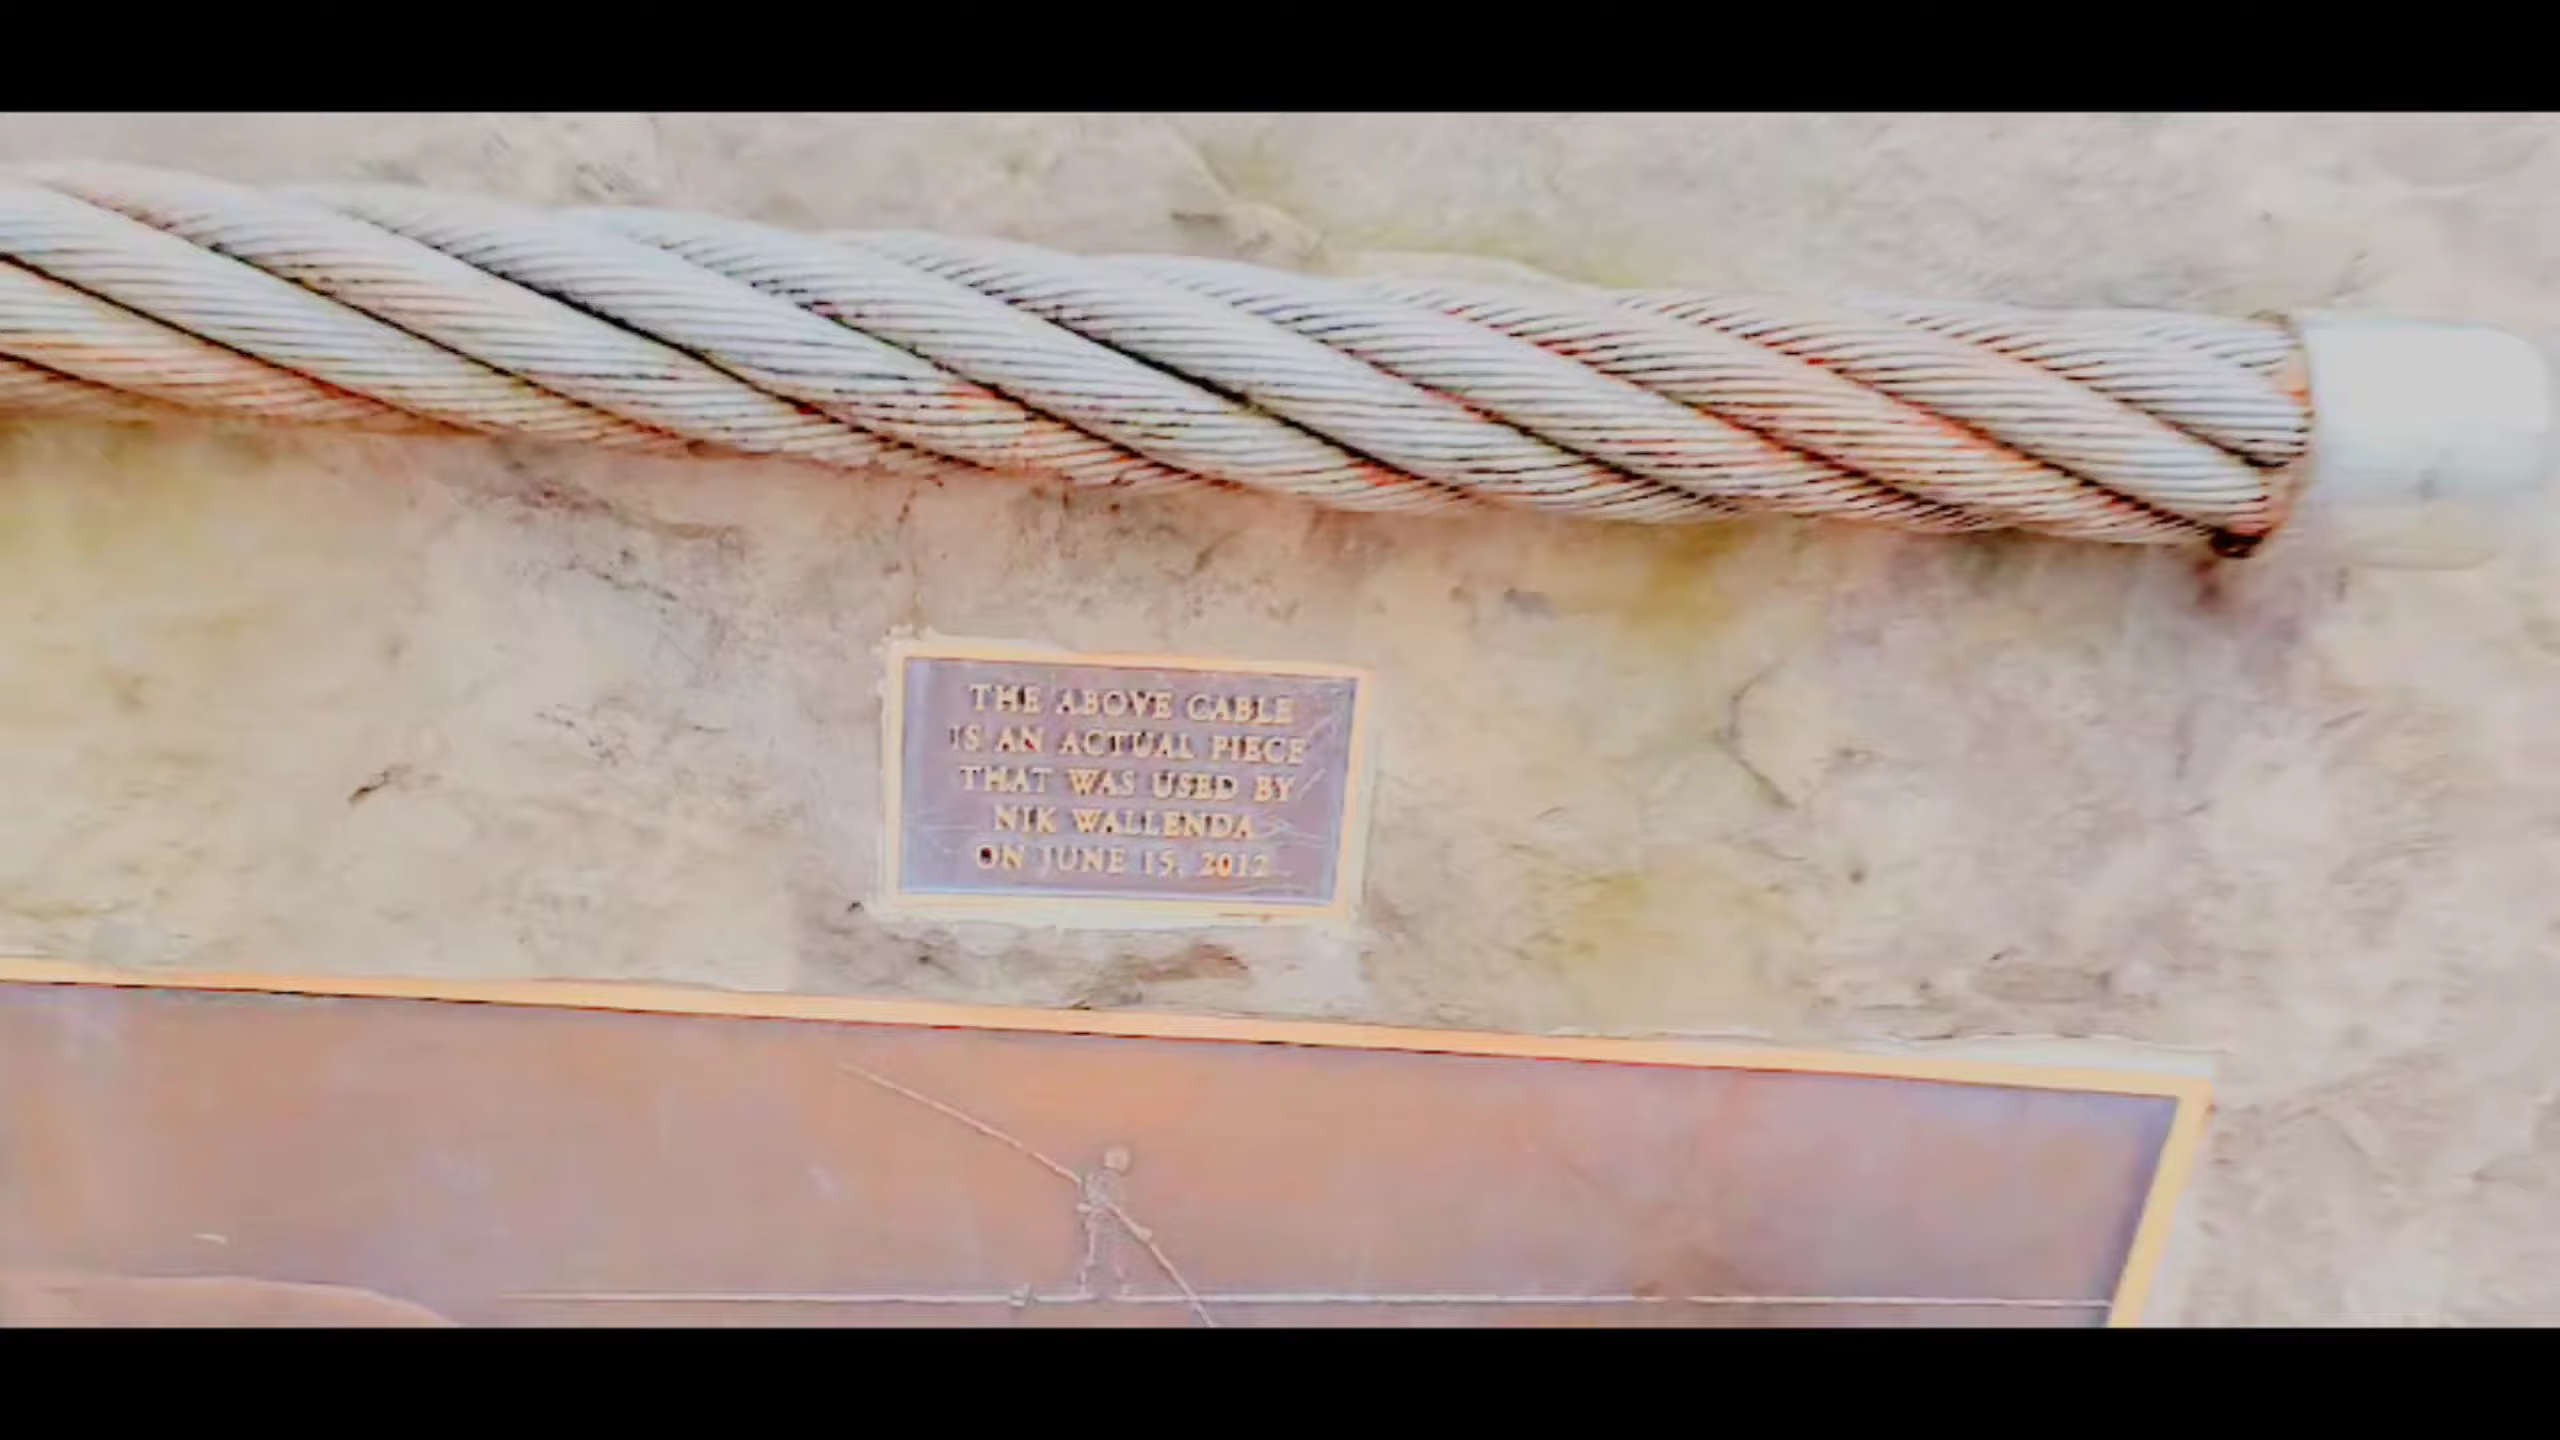 THE ABOVE CABLE
IS AN ACTUAL PIECE
THAT WAS USED BY
NIK WALLENDA
ON JUNE 15, 2012